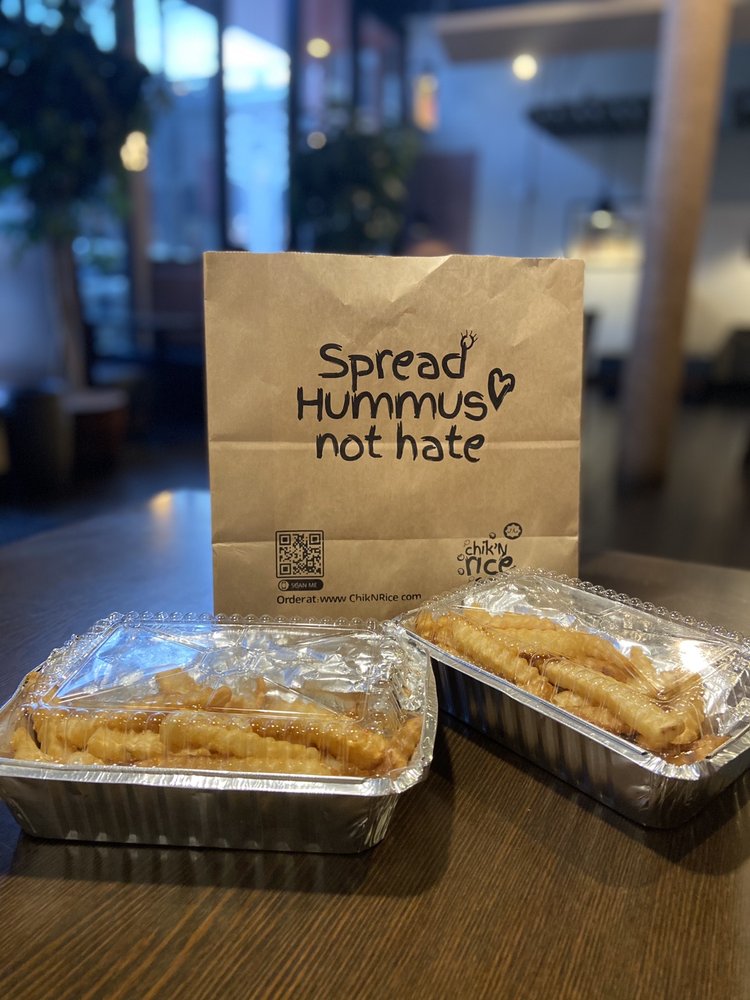 Spread
Hummus
not hate
SCAN ME
Order at: www ChikNRice com
chik'N
rice